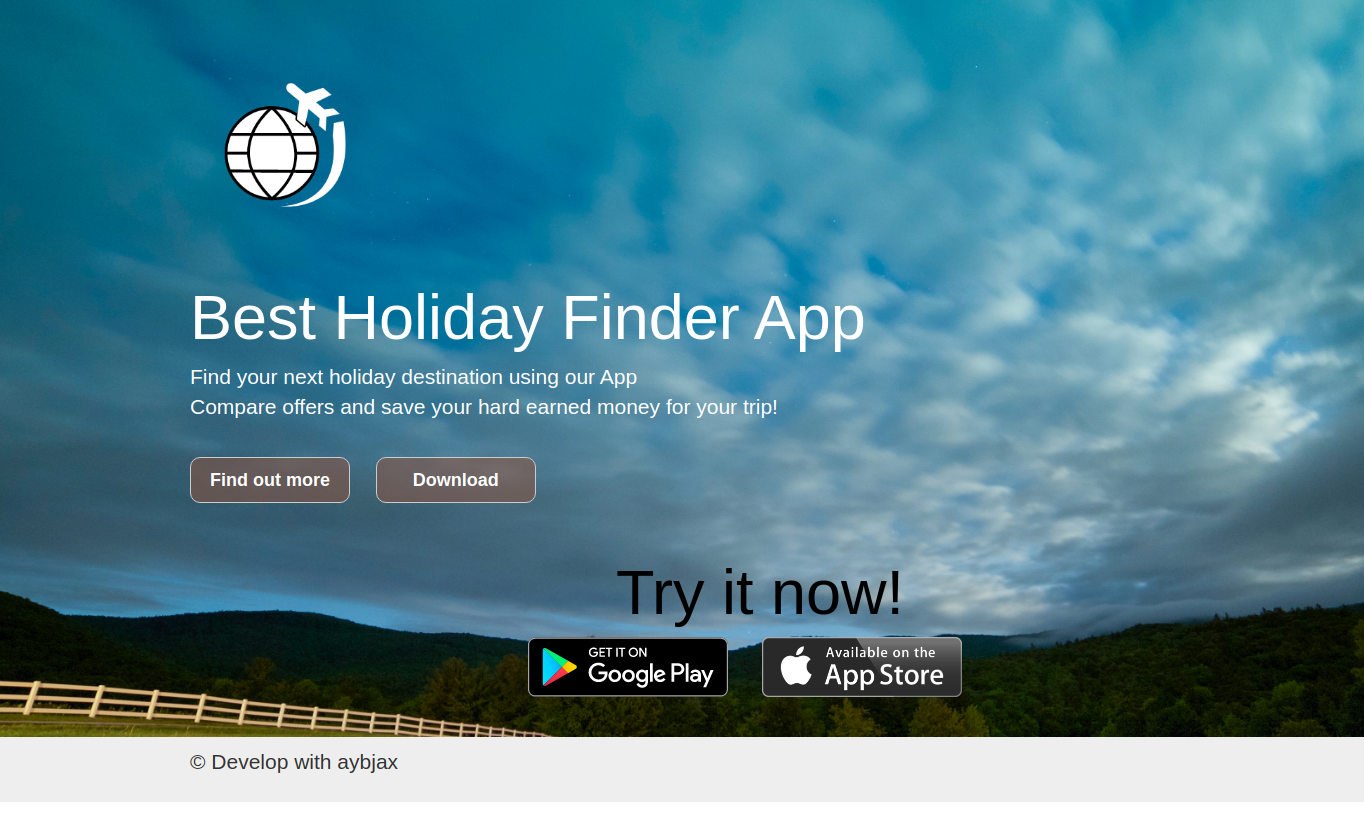 Best Holiday Finder App
Find your next holiday destination using our App
Compare offers and save your hard earned money for your trip!
Find out more
Download
Try it now!
GET IT ON
Google Play
Available on the
App Store
© Develop with aybjax